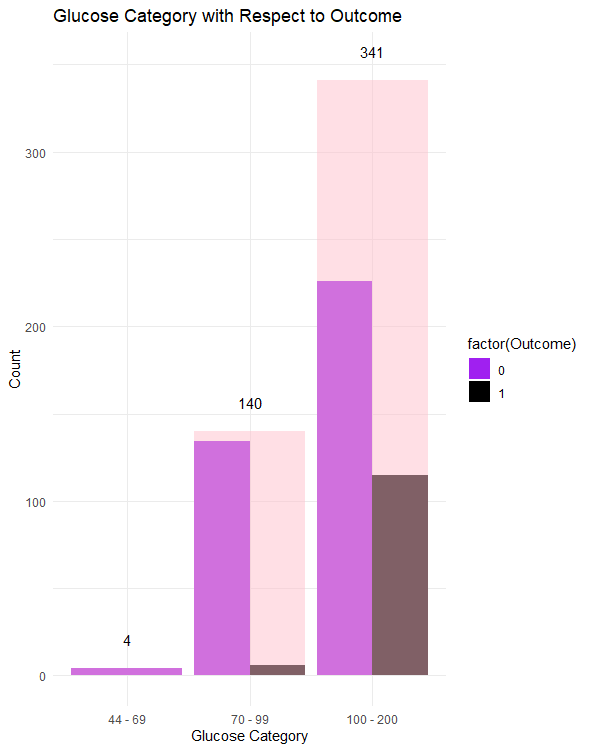 Glucose Category with Respect to Outcome
341
300
200
140
100
4
0
Count
44 - 69
70 - 99
100 - 200
Glucose Category
factor(Outcome)
0
1